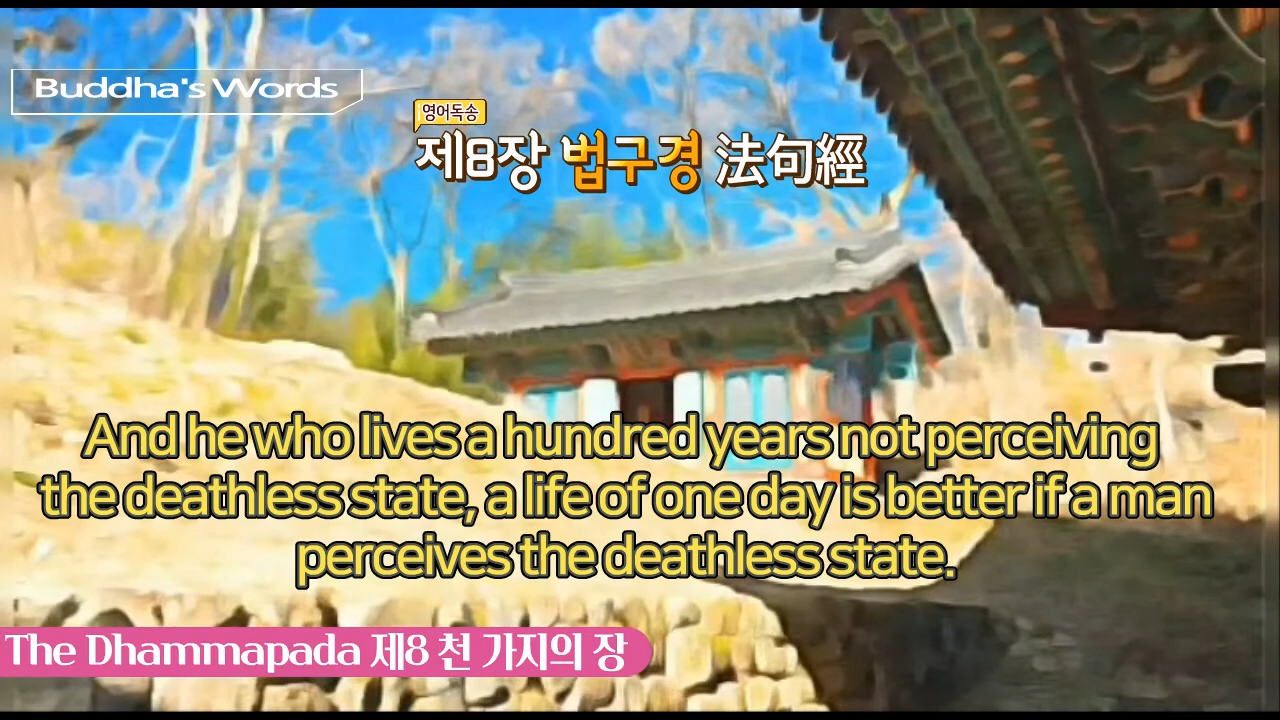 Buddha's Words
영어독송
제8장 법구경 法句經
And he who lives a hundred years not perceiving
the deathless state, a life of one day is better if a man
perceives the deathless state.
The Dhammapada 제8 천 가지의 장